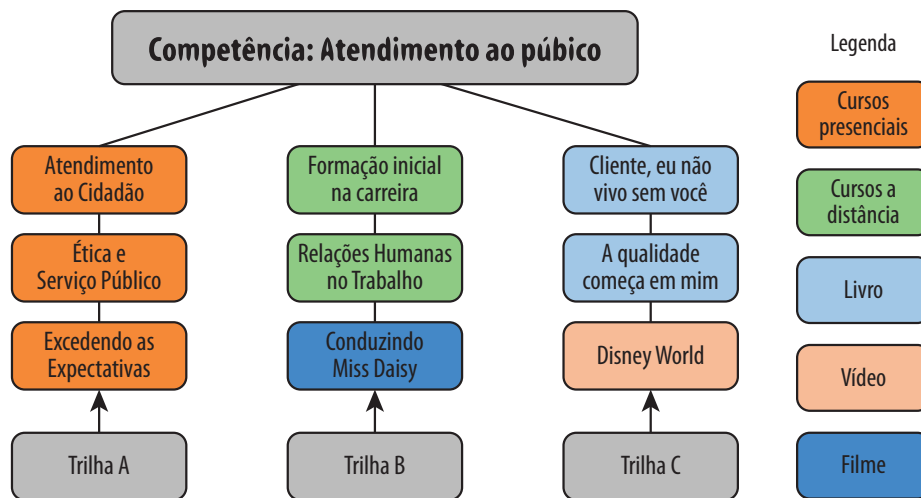 Competência: Atendimento ao púbico
Legenda
Cursos
presenciais
Cursos a
distância
Livro
Vídeo
Filme
Atendimento
ao Cidadão
Ética e
Serviço Público
Excedendo as
Expectativas
Trilha A
Formação inicial
na carreira
Relações Humanas
no Trabalho
Conduzindo
Miss Daisy
Trilha B
Cliente, eu não
vivo sem você
A qualidade
começa em mim
Disney World
Trilha C